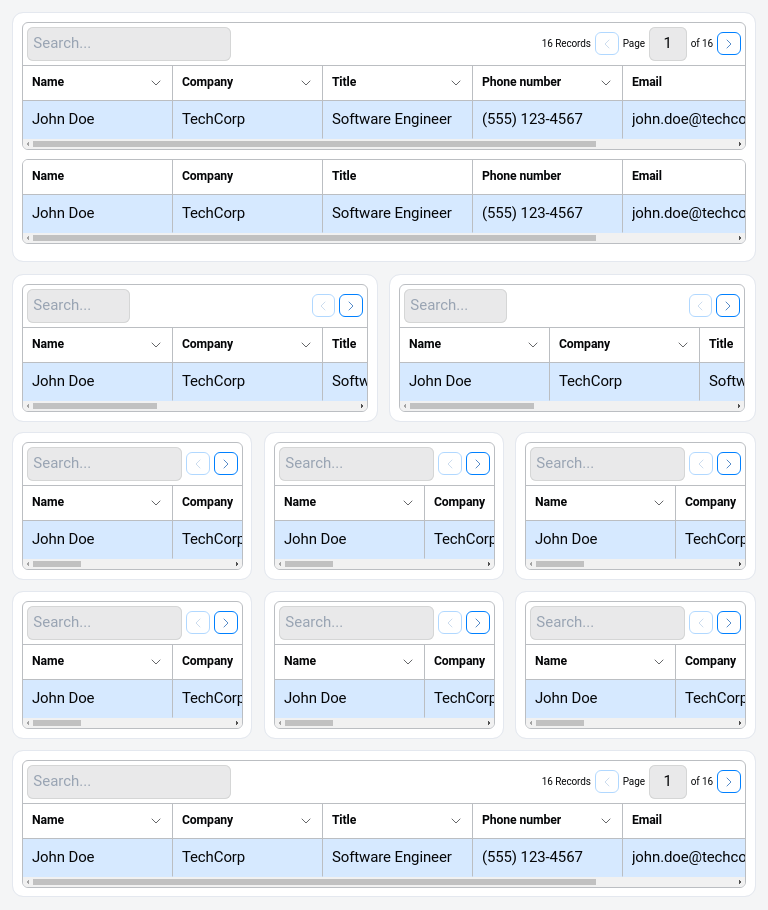 Search... 16 Records Page 1 of 16
Name Company Title Phone number Email
John Doe TechCorp Software Engineer (555) 123-4567 john.doe@techco
Name Company Title Phone number Email
John Doe TechCorp Software Engineer (555) 123-4567 john.doe@techco
Search...
Name Company Title
John Doe TechCorp Softw
Search...
Name Company Title
John Doe TechCorp Softw
Search...
Name Company
John Doe TechCorp
Search...
Name Company
John Doe TechCorp
Search...
Name Company
John Doe TechCorp
Search...
Name Company
John Doe TechCorp
Search...
Name Company
John Doe TechCorp
Search...
Name Company
John Doe TechCorp
Search... 16 Records Page 1 of 16
Name Company Title Phone number Email
John Doe TechCorp Software Engineer (555) 123-4567 john.doe@techco